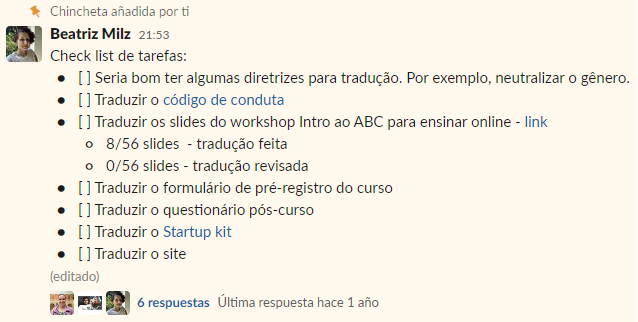 Chincheta añadida por ti
Beatriz Milz 21:53
Check list de tarefas:
● [ ] Seria bom ter algumas diretrizes para tradução. Por exemplo, neutralizar o gênero.
● [ ] Traduzir o código de conduta
● [ ] Traduzir os slides do workshop Intro ao ABC para ensinar online - link
○ 8/56 slides - tradução feita
○ 0/56 slides - tradução revisada
● [ ] Traduzir o formulário de pré-registro do curso
● [ ] Traduzir o questionário pós-curso
● [ ] Traduzir o Startup kit
● [ ] Traduzir o site
(editado)
6 respuestas Última respuesta hace 1 año